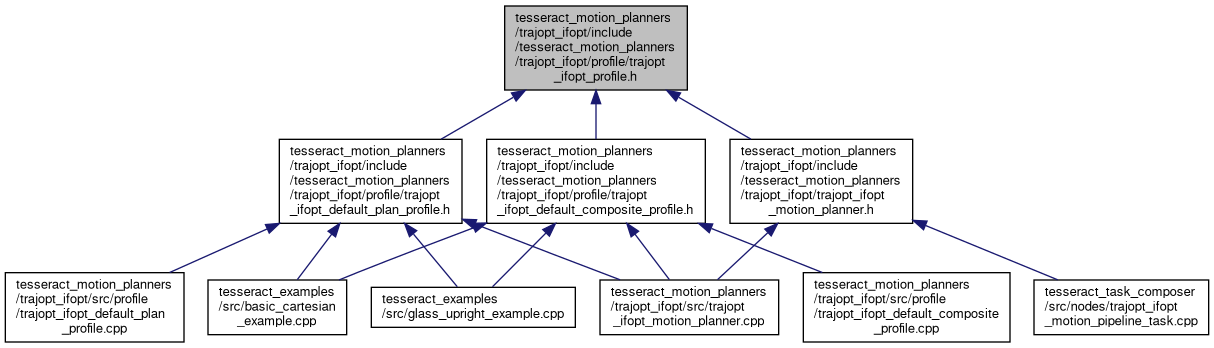 tesseract_motion_planners
/trajopt_ifopt/include
/tesseract_motion_planners
/trajopt_ifopt/profile/trajopt
_ifopt_profile.h
tesseract_motion_planners
/trajopt_ifopt/include
/tesseract_motion_planners
/trajopt_ifopt/profile/trajopt
_ifopt_default_plan_profile.h
tesseract_motion_planners
/trajopt_ifopt/include
/tesseract_motion_planners
/trajopt_ifopt/profile/trajopt
_ifopt_default_composite_profile.h
tesseract_motion_planners
/trajopt_ifopt/include
/tesseract_motion_planners
/trajopt_ifopt/trajopt_ifopt
_motion_planner.h
tesseract_motion_planners
/trajopt_ifopt/src/profile
/trajopt_ifopt_default_plan
_profile.cpp
tesseract_examples
/src/basic_cartesian
_example.cpp
tesseract_examples
/src/glass_upright_example.cpp
tesseract_motion_planners
/trajopt_ifopt/src/trajopt
_ifopt_motion_planner.cpp
tesseract_motion_planners
/trajopt_ifopt/src/profile
/trajopt_ifopt_default_composite
_profile.cpp
tesseract_task_composer
/src/nodes/trajopt_ifopt
_motion_pipeline_task.cpp